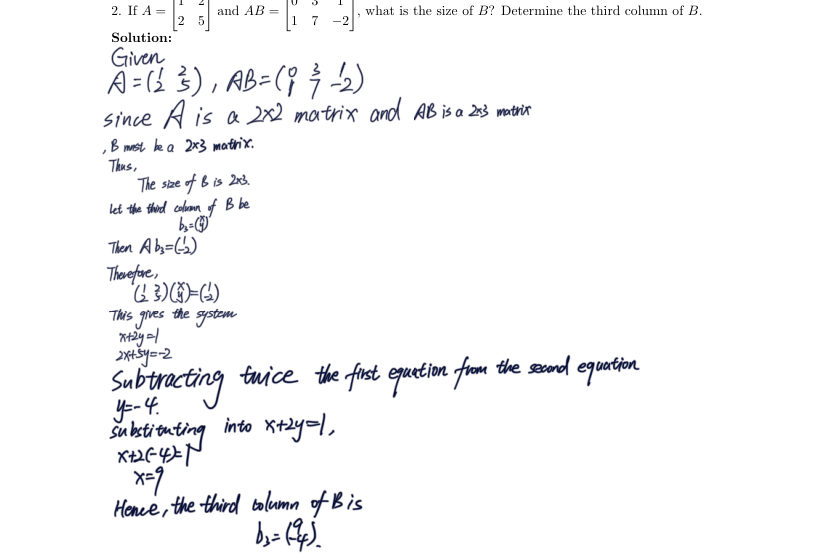 2. If A = [1 2; 2 5] and AB = [0 3 1; 1 7 −2], what is the size of B? Determine the third column of B.
Solution:
Given
A = (1 2; 2 5), AB = (0 3 1; 1 7 -2)
since A is a 2x2 matrix and AB is a 2x3 matrix
, B must be a 2x3 matrix.
Thus,
The size of B is 2x3.
let the third column of B be
b₃ = (x; y)
Then A b₃ = (1; -2)
Therefore,
(1 2; 2 5)(x; y) = (1; -2)
This gives the system
x+2y=1
2x+5y=-2
Subtracting twice the first equation from the second equation
y=-4.
substituting into x+2y=1,
x+2(-4)=1
x=9
Hence, the third column of B is
b₃ = (9; -4).